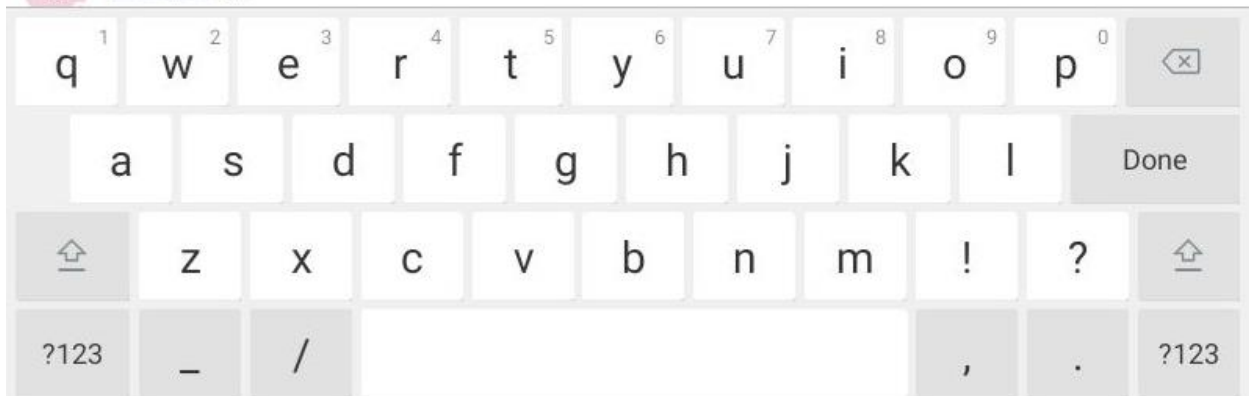 q 1 w 2 e 3 r 4 t 5 y 6 u 7 i 8 o 9 p 0
a s d f g h j k l Done
z x c v b n m ! ?
?123 _ / , . ?123